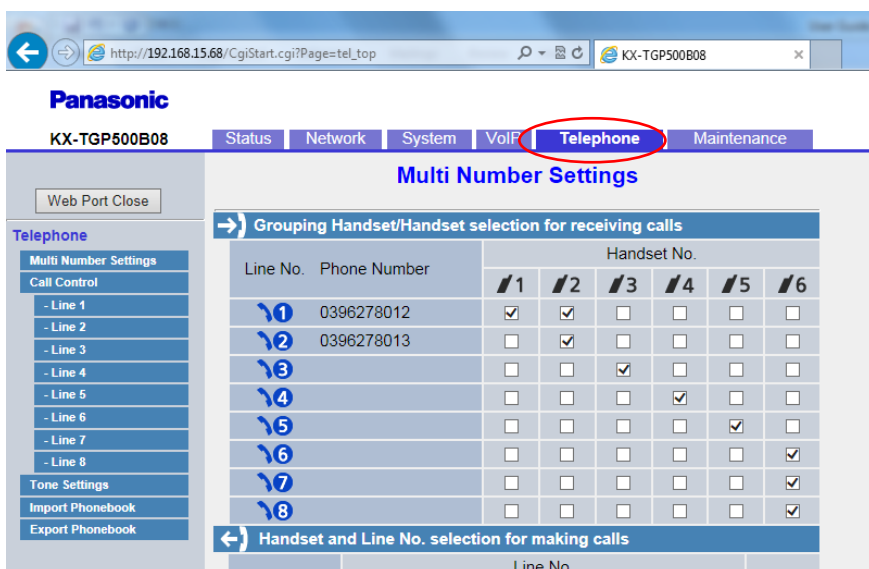 http://192.168.15.68/CgiStart.cgi?Page=tel_top KX-TGP500B08
Panasonic
KX-TGP500B08 Status Network System VoIP Telephone Maintenance
Multi Number Settings
Web Port Close
Telephone
Multi Number Settings
Call Control
- Line 1
- Line 2
- Line 3
- Line 4
- Line 5
- Line 6
- Line 7
- Line 8
Tone Settings
Import Phonebook
Export Phonebook
Grouping Handset/Handset selection for receiving calls
Line No. Phone Number Handset No.
1 2 3 4 5 6
1 0396278012
2 0396278013
3
4
5
6
7
8
Handset and Line No. selection for making calls
Line No.